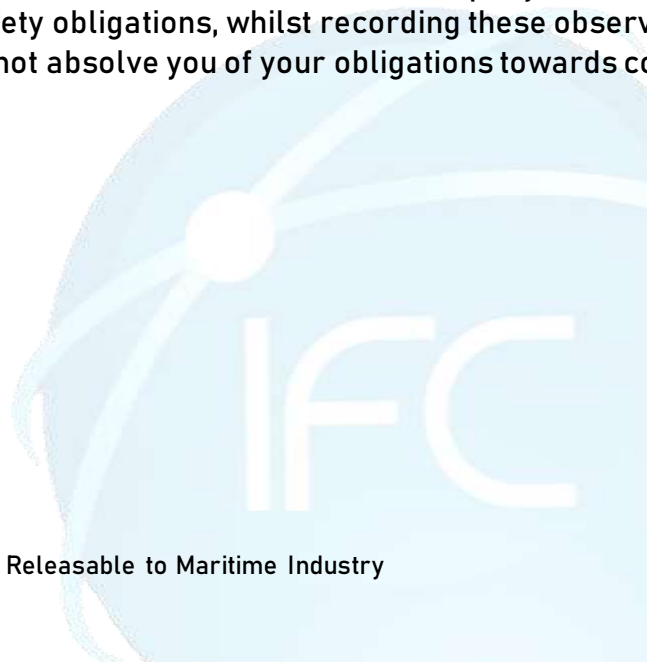 ety obligations, whilst recording these observ
not absolve you of your obligations towards co
IFC
Releasable to Maritime Industry